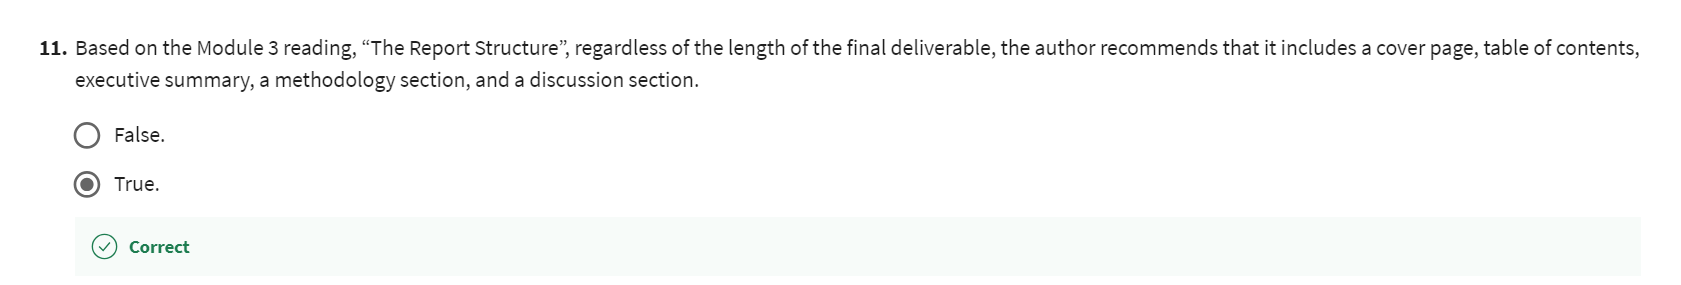 11. Based on the Module 3 reading, “The Report Structure”, regardless of the length of the final deliverable, the author recommends that it includes a cover page, table of contents,
executive summary, a methodology section, and a discussion section.
False.
True.
Correct